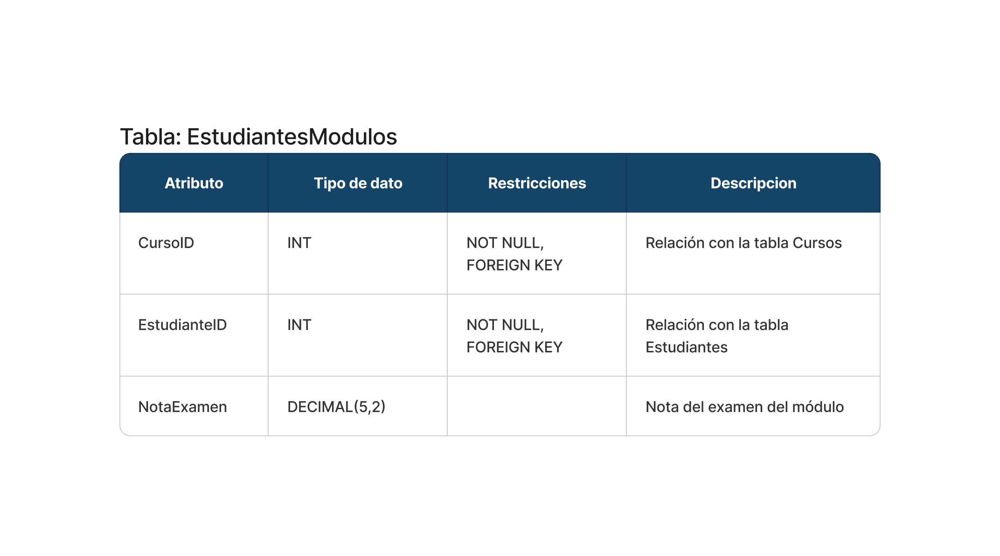 Tabla: EstudiantesModulos
Atributo Tipo de dato Restricciones Descripcion
CursoID INT NOT NULL, Relación con la tabla Cursos
FOREIGN KEY
EstudianteID INT NOT NULL, Relación con la tabla
FOREIGN KEY Estudiantes
NotaExamen DECIMAL(5,2) Nota del examen del módulo